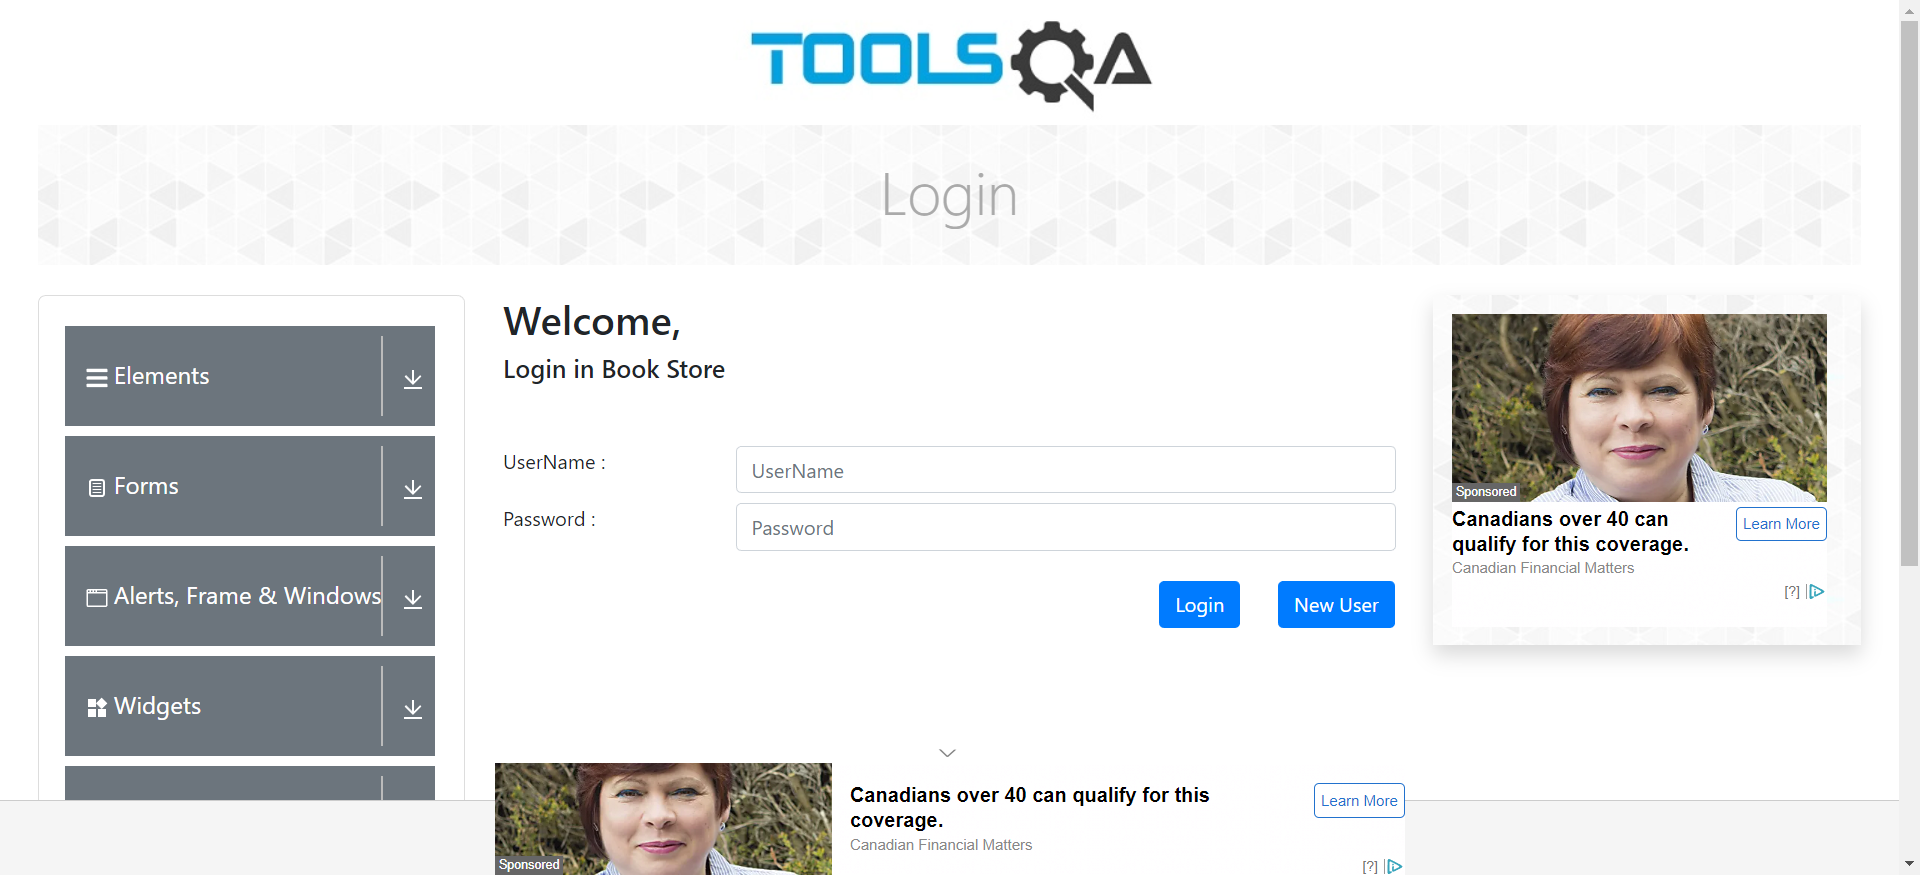 TOOLSQA
Login
Elements
Forms
Alerts, Frame & Windows
Widgets
Welcome,
Login in Book Store
UserName :
UserName
Password :
Password
Login
New User
Sponsored
Canadians over 40 can
qualify for this coverage.
Canadian Financial Matters
Learn More
[?]
Sponsored
Canadians over 40 can qualify for this
coverage.
Canadian Financial Matters
Learn More
[?]